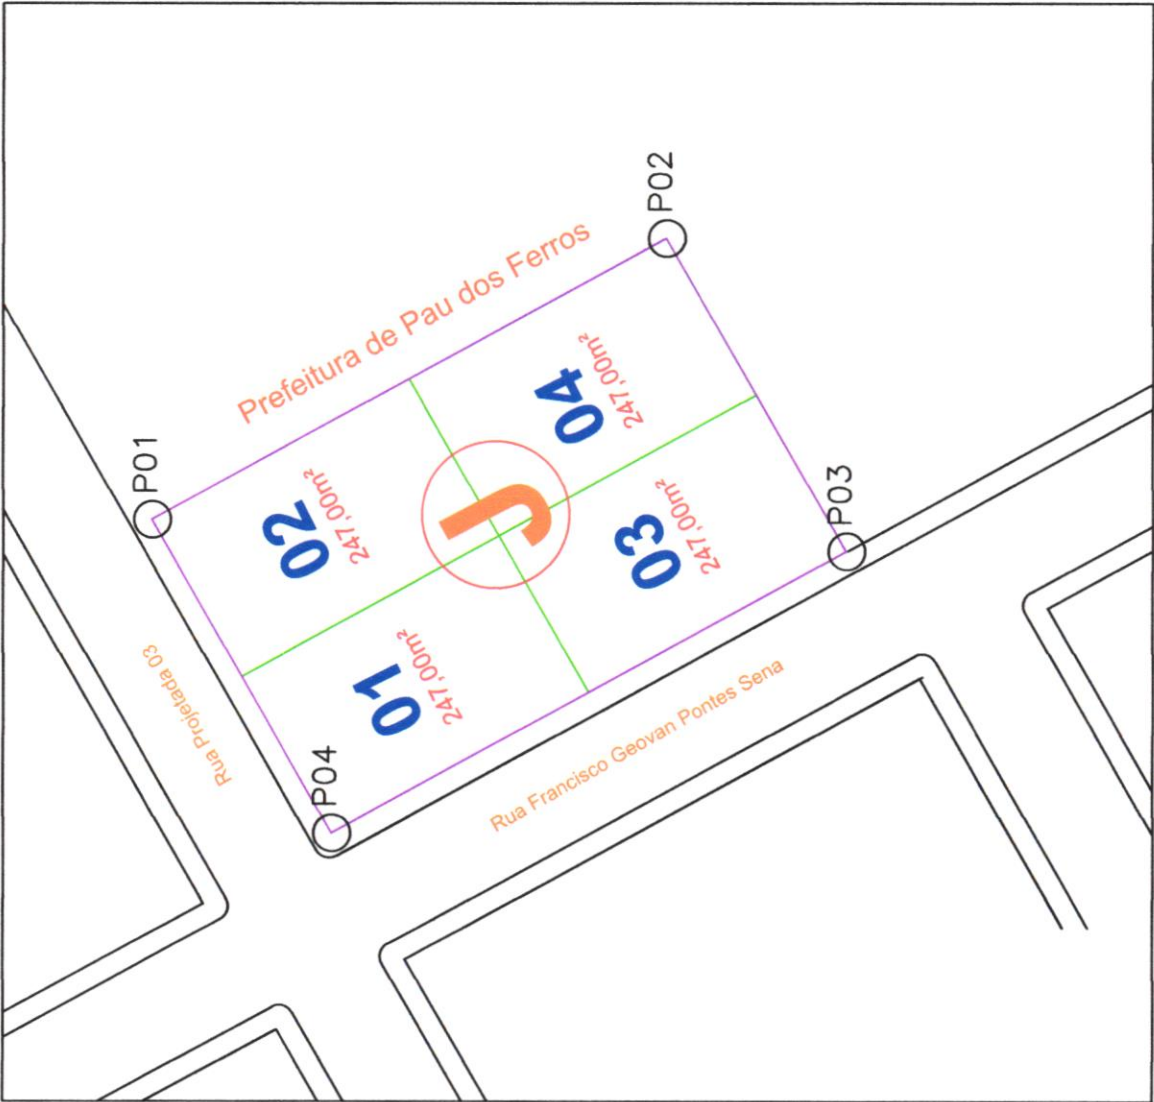 P01
P02
Prefeitura de Pau dos Ferros
02
247,00m²
04
247,00m²
J
01
247,00m²
03
247,00m²
P04
P03
Rua Projetada 03
Rua Francisco Geovan Pontes Sena